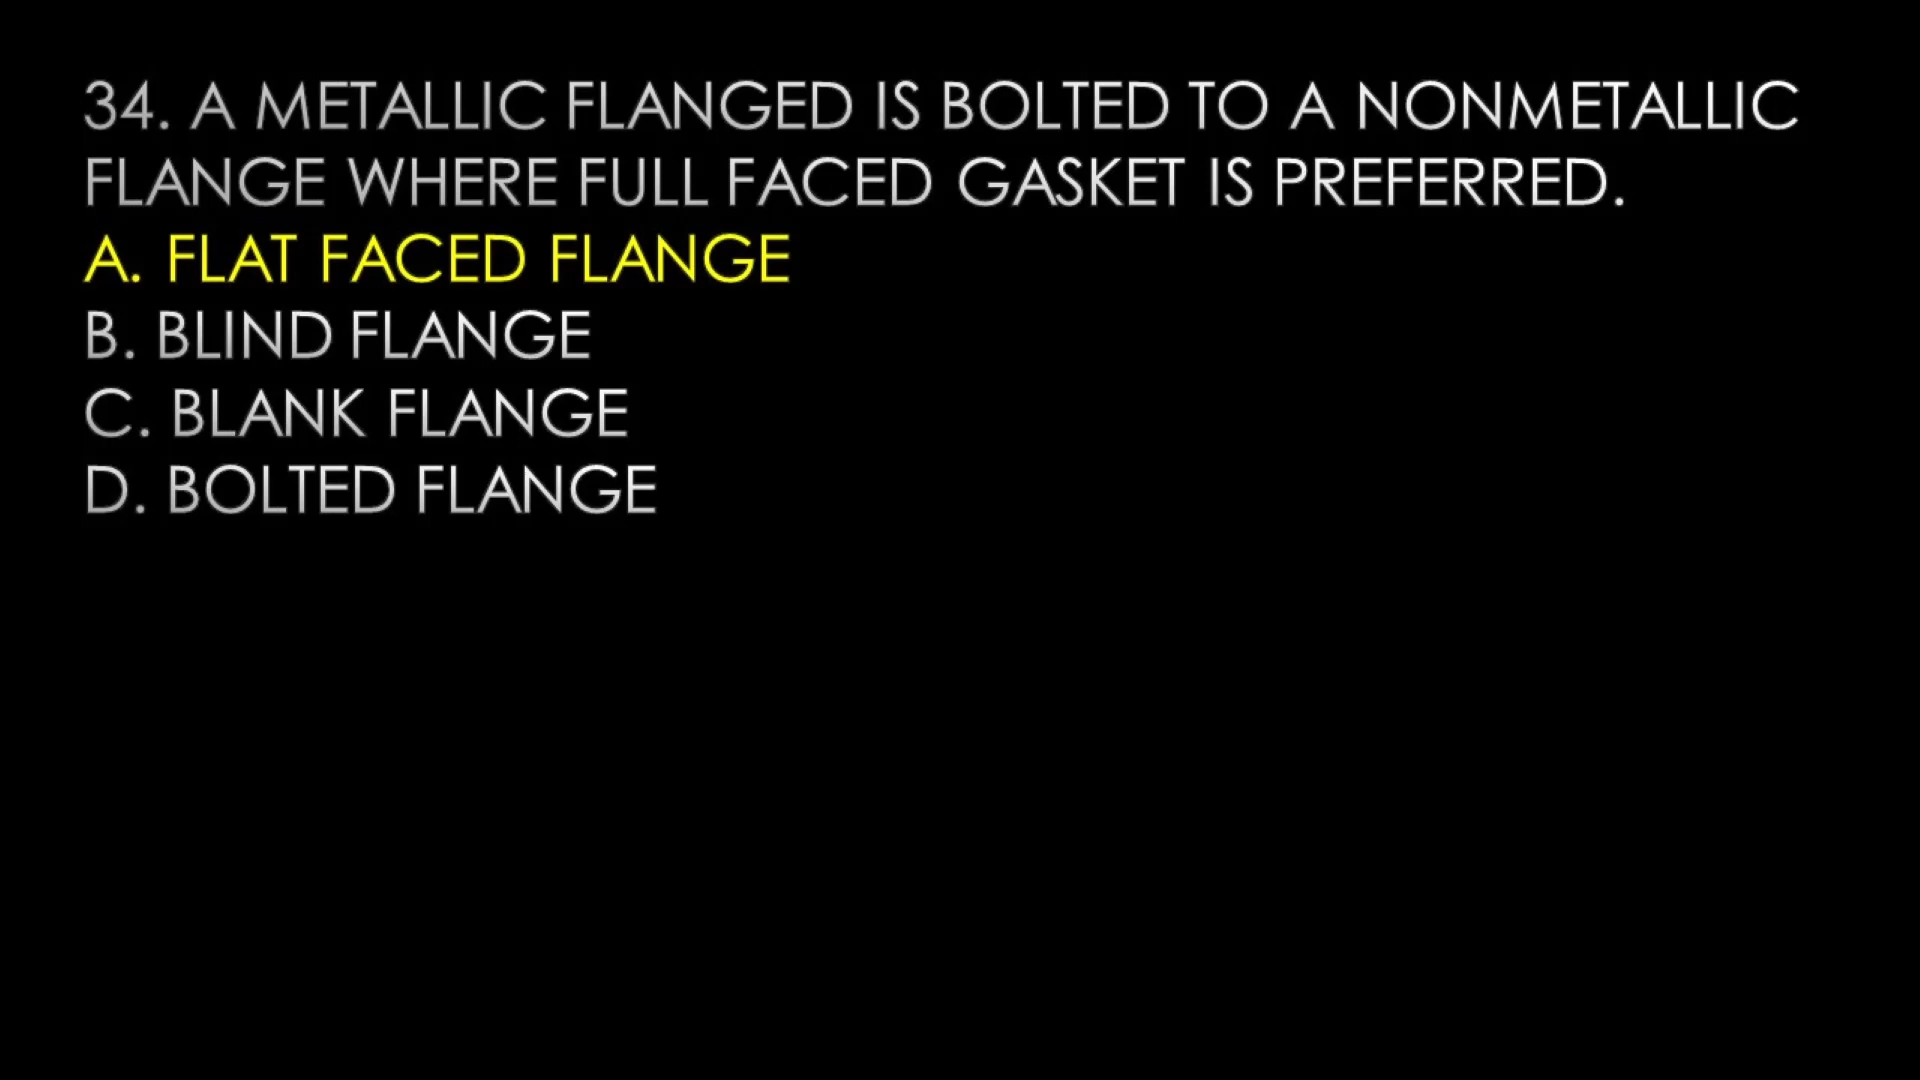 34. A METALLIC FLANGED IS BOLTED TO A NONMETALLIC
FLANGE WHERE FULL FACED GASKET IS PREFERRED.
A. FLAT FACED FLANGE
B. BLIND FLANGE
C. BLANK FLANGE
D. BOLTED FLANGE